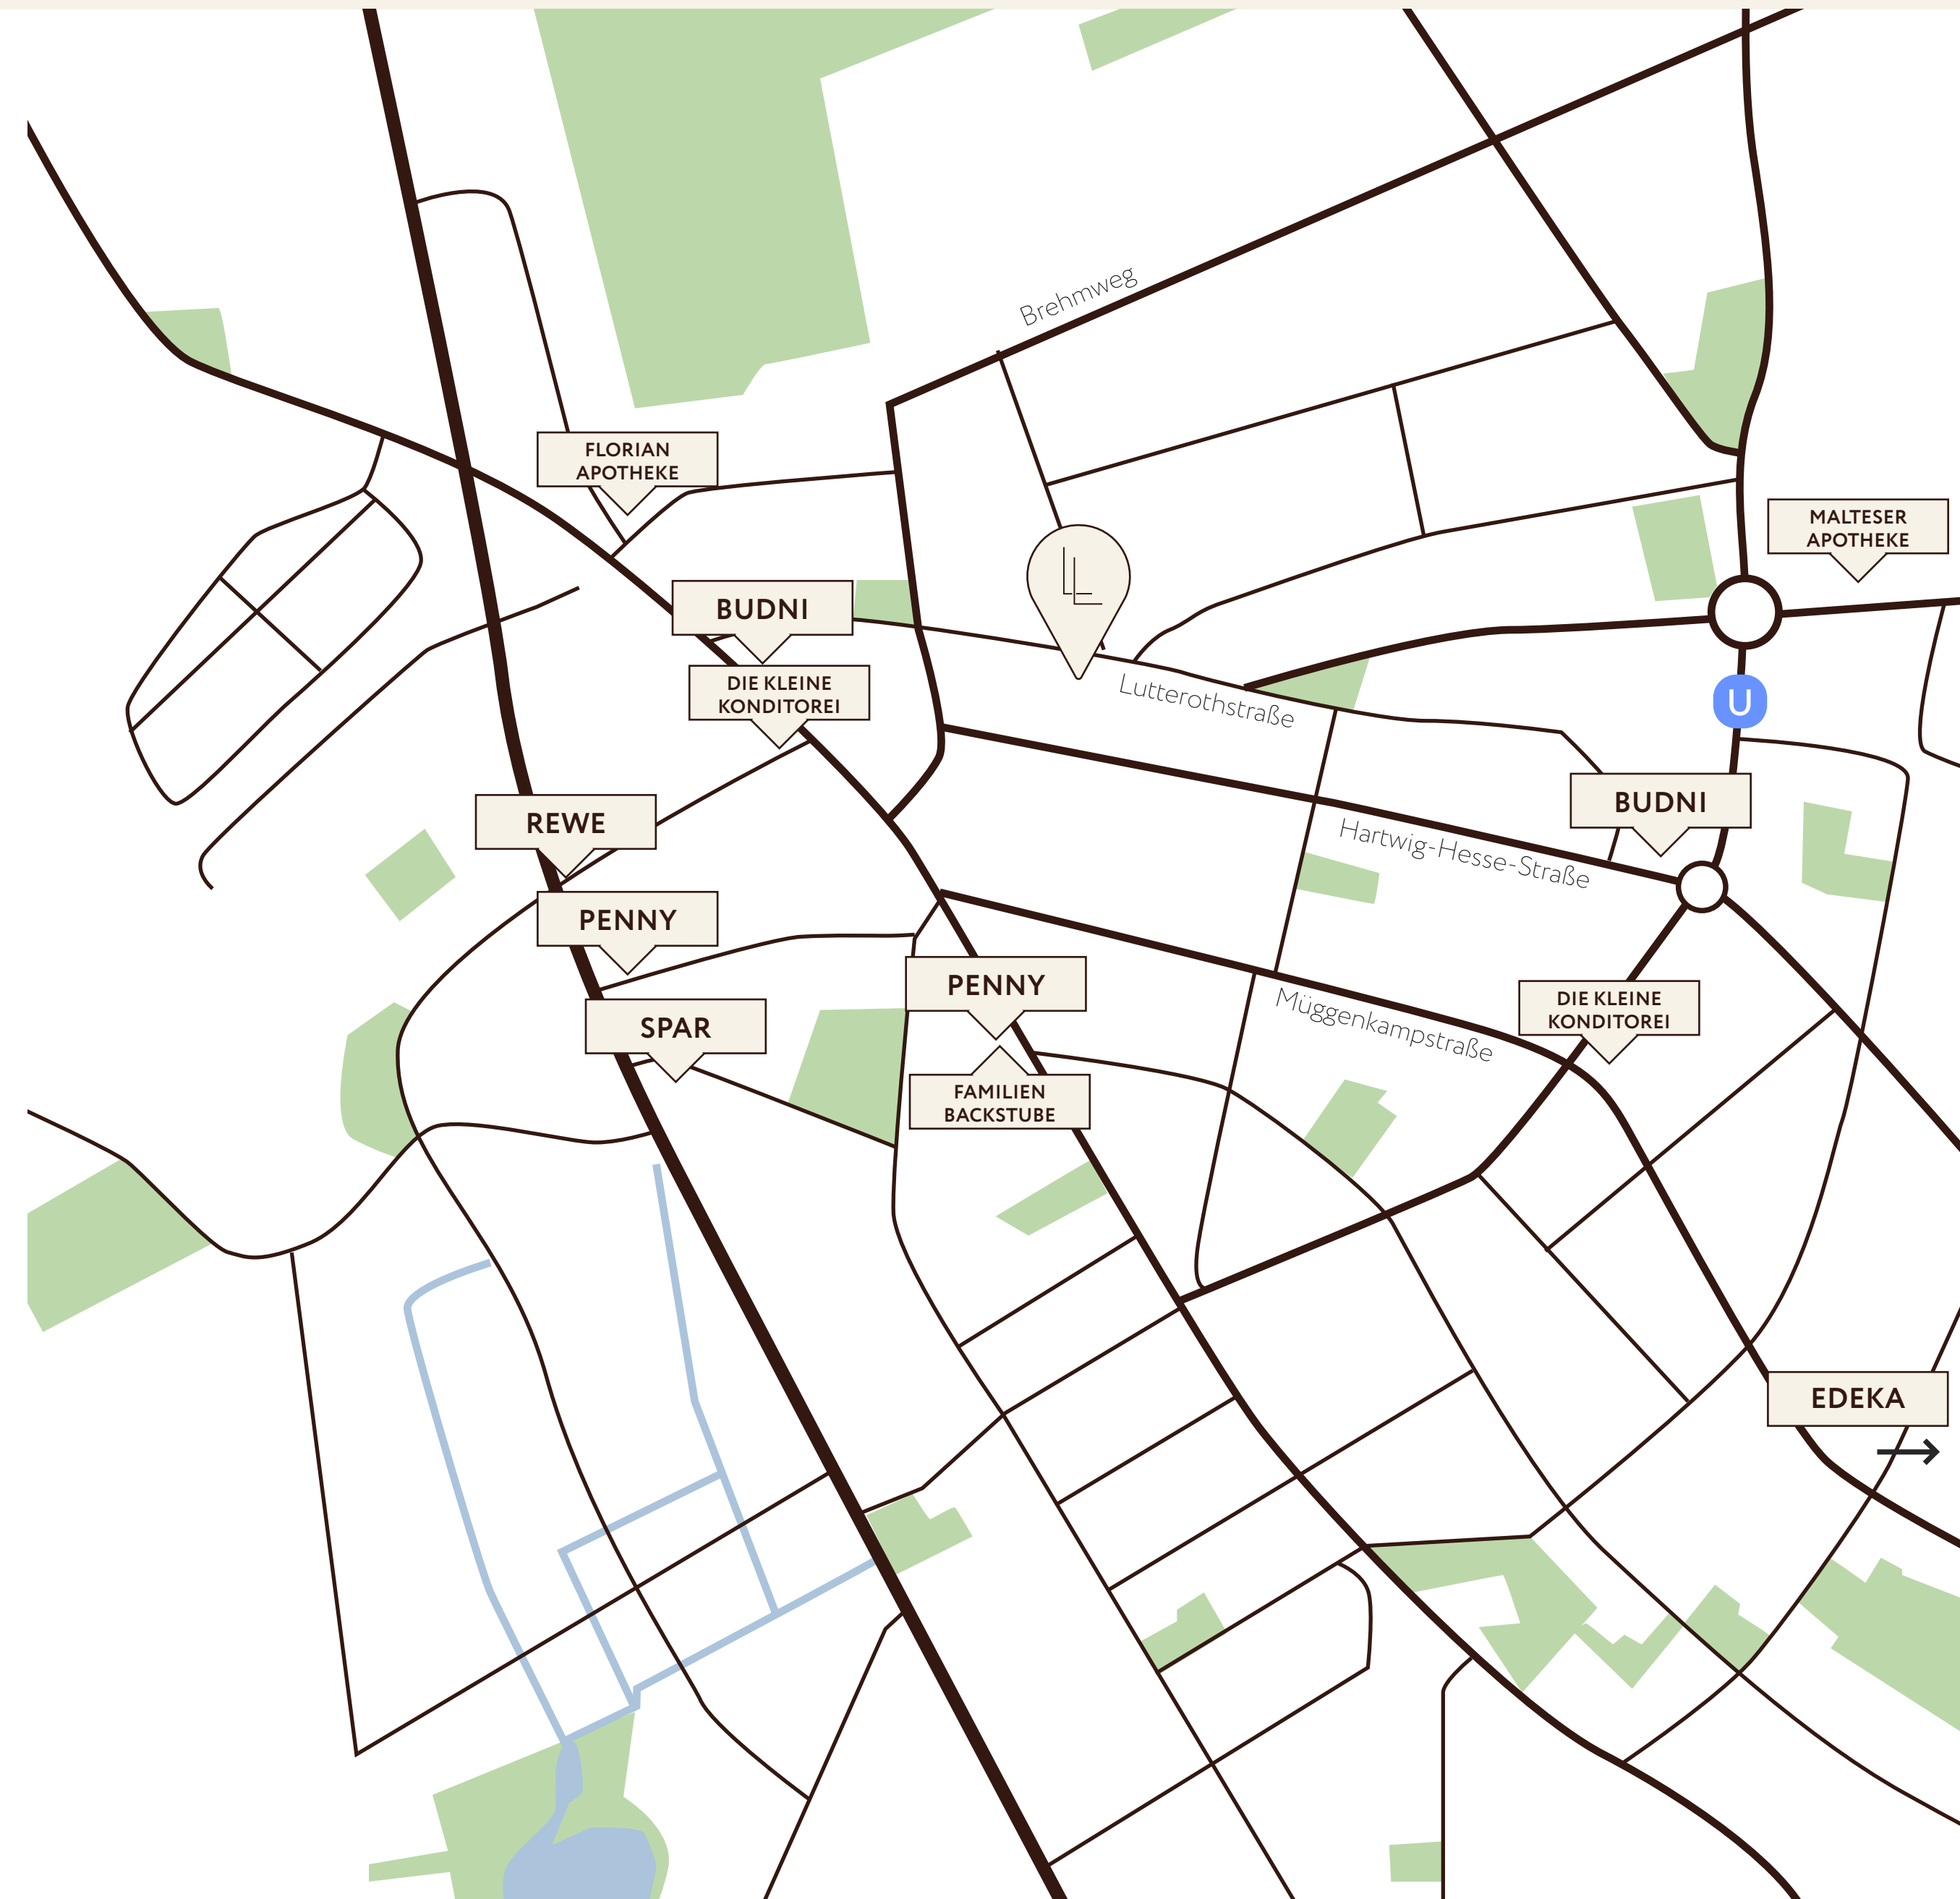 Brehmweg
FLORIAN
APOTHEKE
MALTESER
APOTHEKE
BUDNI
LL
DIE KLEINE
KONDITOREI
Lutterothstraße
U
REWE
BUDNI
Hartwig-Hesse-Straße
PENNY
PENNY
SPAR
Müggenkampstraße
DIE KLEINE
KONDITOREI
FAMILIEN
BACKSTUBE
EDEKA